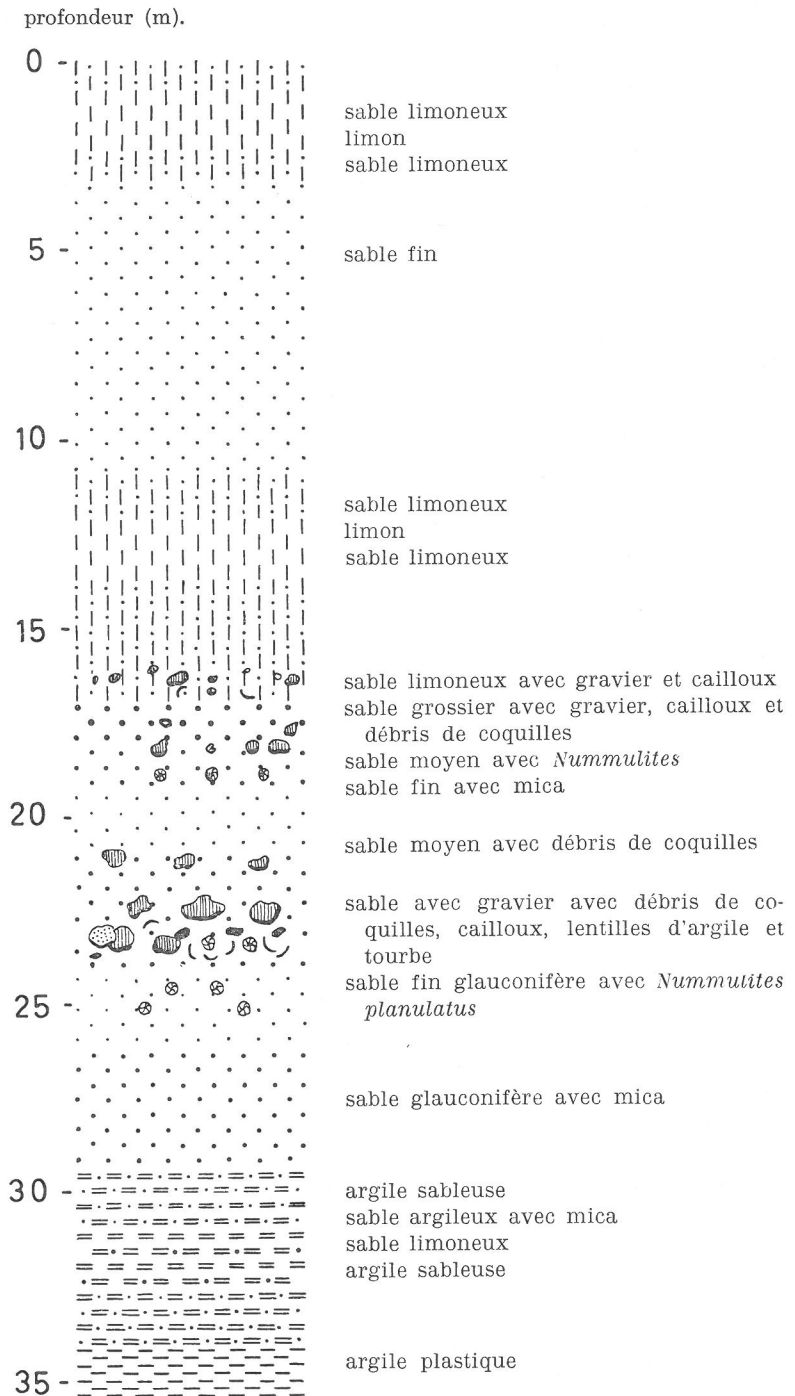 profondeur (m).
0
sable limoneux
limon
sable limoneux
5
sable fin
10
sable limoneux
limon
sable limoneux
15
sable limoneux avec gravier et cailloux
sable grossier avec gravier, cailloux et
débris de coquilles
sable moyen avec Nummulites
sable fin avec mica
20
sable moyen avec débris de coquilles
sable avec gravier avec débris de co-
quilles, cailloux, lentilles d'argile et
tourbe
sable fin glauconifère avec Nummulites
25
planulatus
sable glauconifère avec mica
30
argile sableuse
sable argileux avec mica
sable limoneux
argile sableuse
argile plastique
35